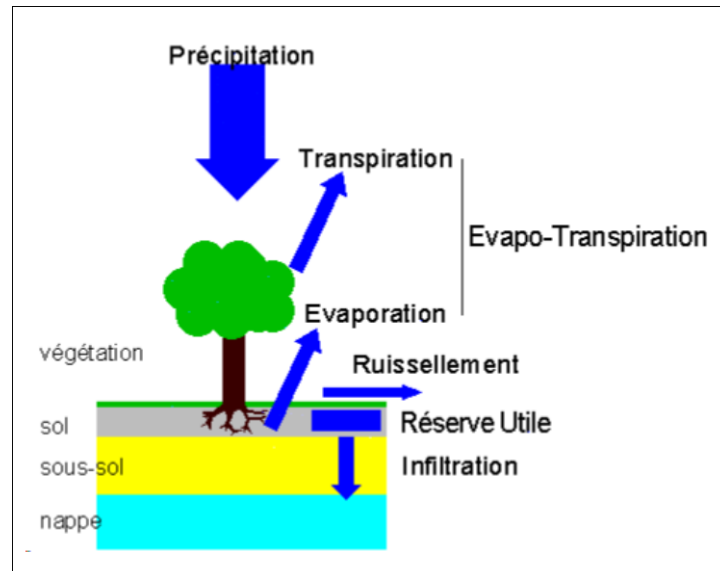 Précipitation
Transpiration
Evapo-Transpiration
Evaporation
végétation
Ruissellement
sol
Réserve Utile
sous-sol
Infiltration
nappe